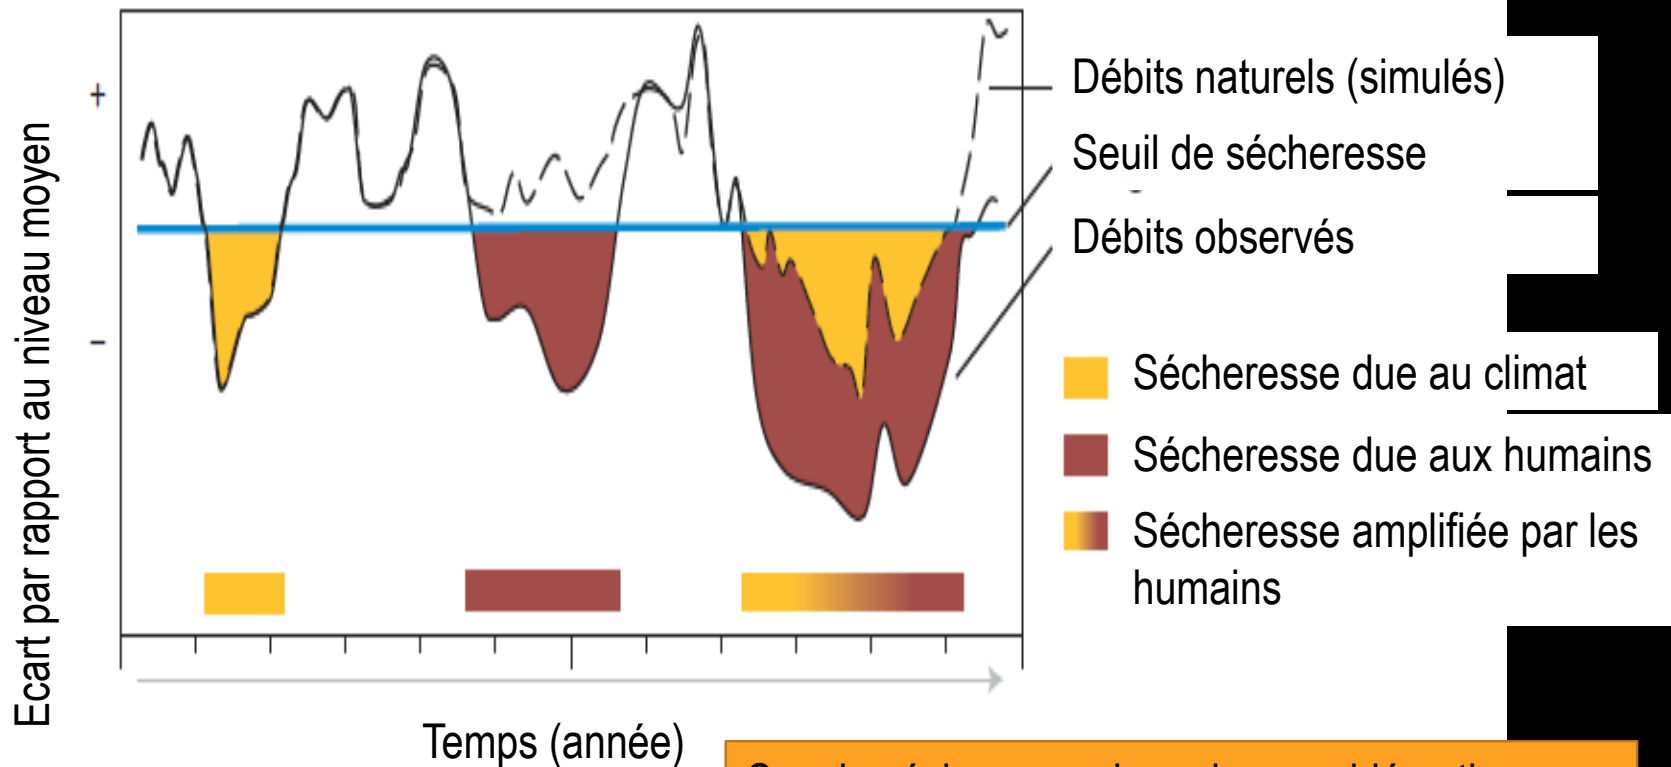 Ecart par rapport au niveau moyen
+
-
Débits naturels (simulés)
Seuil de sécheresse
Débits observés
Sécheresse due au climat
Sécheresse due aux humains
Sécheresse amplifiée par les
humains
Temps (année)